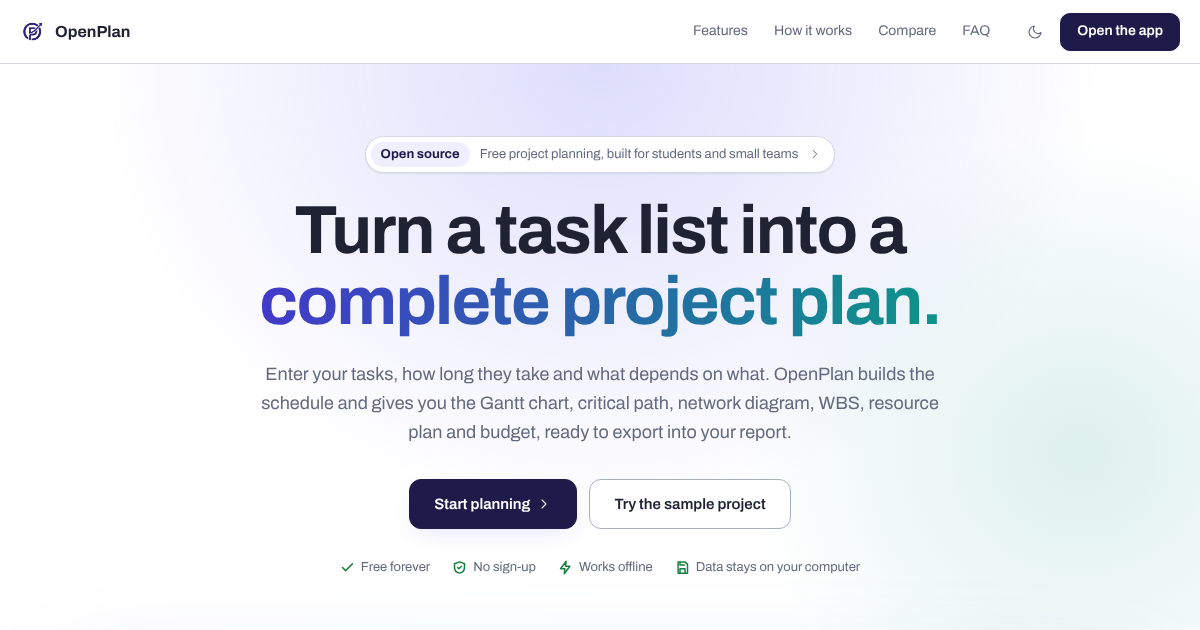 OpenPlan
Features
How it works
Compare
FAQ
Open the app
Open source
Free project planning, built for students and small teams
Turn a task list into a
complete project plan.
Enter your tasks, how long they take and what depends on what. OpenPlan builds the
schedule and gives you the Gantt chart, critical path, network diagram, WBS, resource
plan and budget, ready to export into your report.
Start planning
Try the sample project
Free forever
No sign-up
Works offline
Data stays on your computer